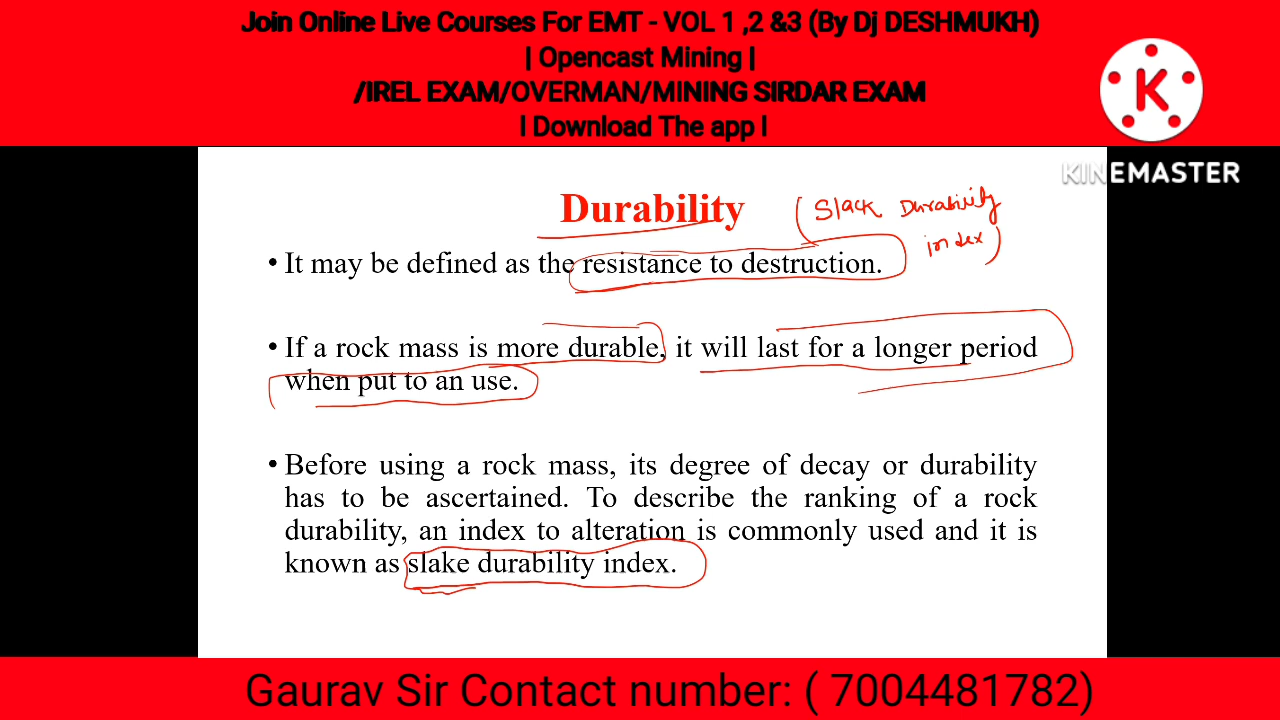 Join Online Live Courses For EMT - VOL 1 ,2 &3 (By Dj DESHMUKH)
| Opencast Mining |
/IREL EXAM/OVERMAN/MINING SIRDAR EXAM
l Download The app l
K
KINEMASTER
Durability
(Slack Durability
index)
• It may be defined as the resistance to destruction.
• If a rock mass is more durable, it will last for a longer period
when put to an use.
• Before using a rock mass, its degree of decay or durability
has to be ascertained. To describe the ranking of a rock
durability, an index to alteration is commonly used and it is
known as slake durability index.
Gaurav Sir Contact number: ( 7004481782)